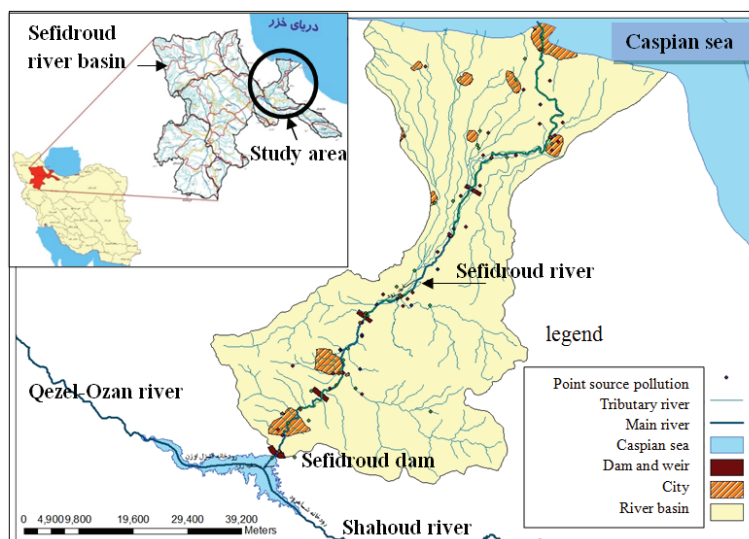 دریای خزر
Sefidroud
river basin
Study area
Caspian sea
Sefidroud river
Qezel-Ozan river
Sefidroud dam
Shahoud river
legend
Point source pollution
Tributary river
Main river
Caspian sea
Dam and weir
City
River basin
0 4,9009,800 19,600 29,400 39,200
Meters